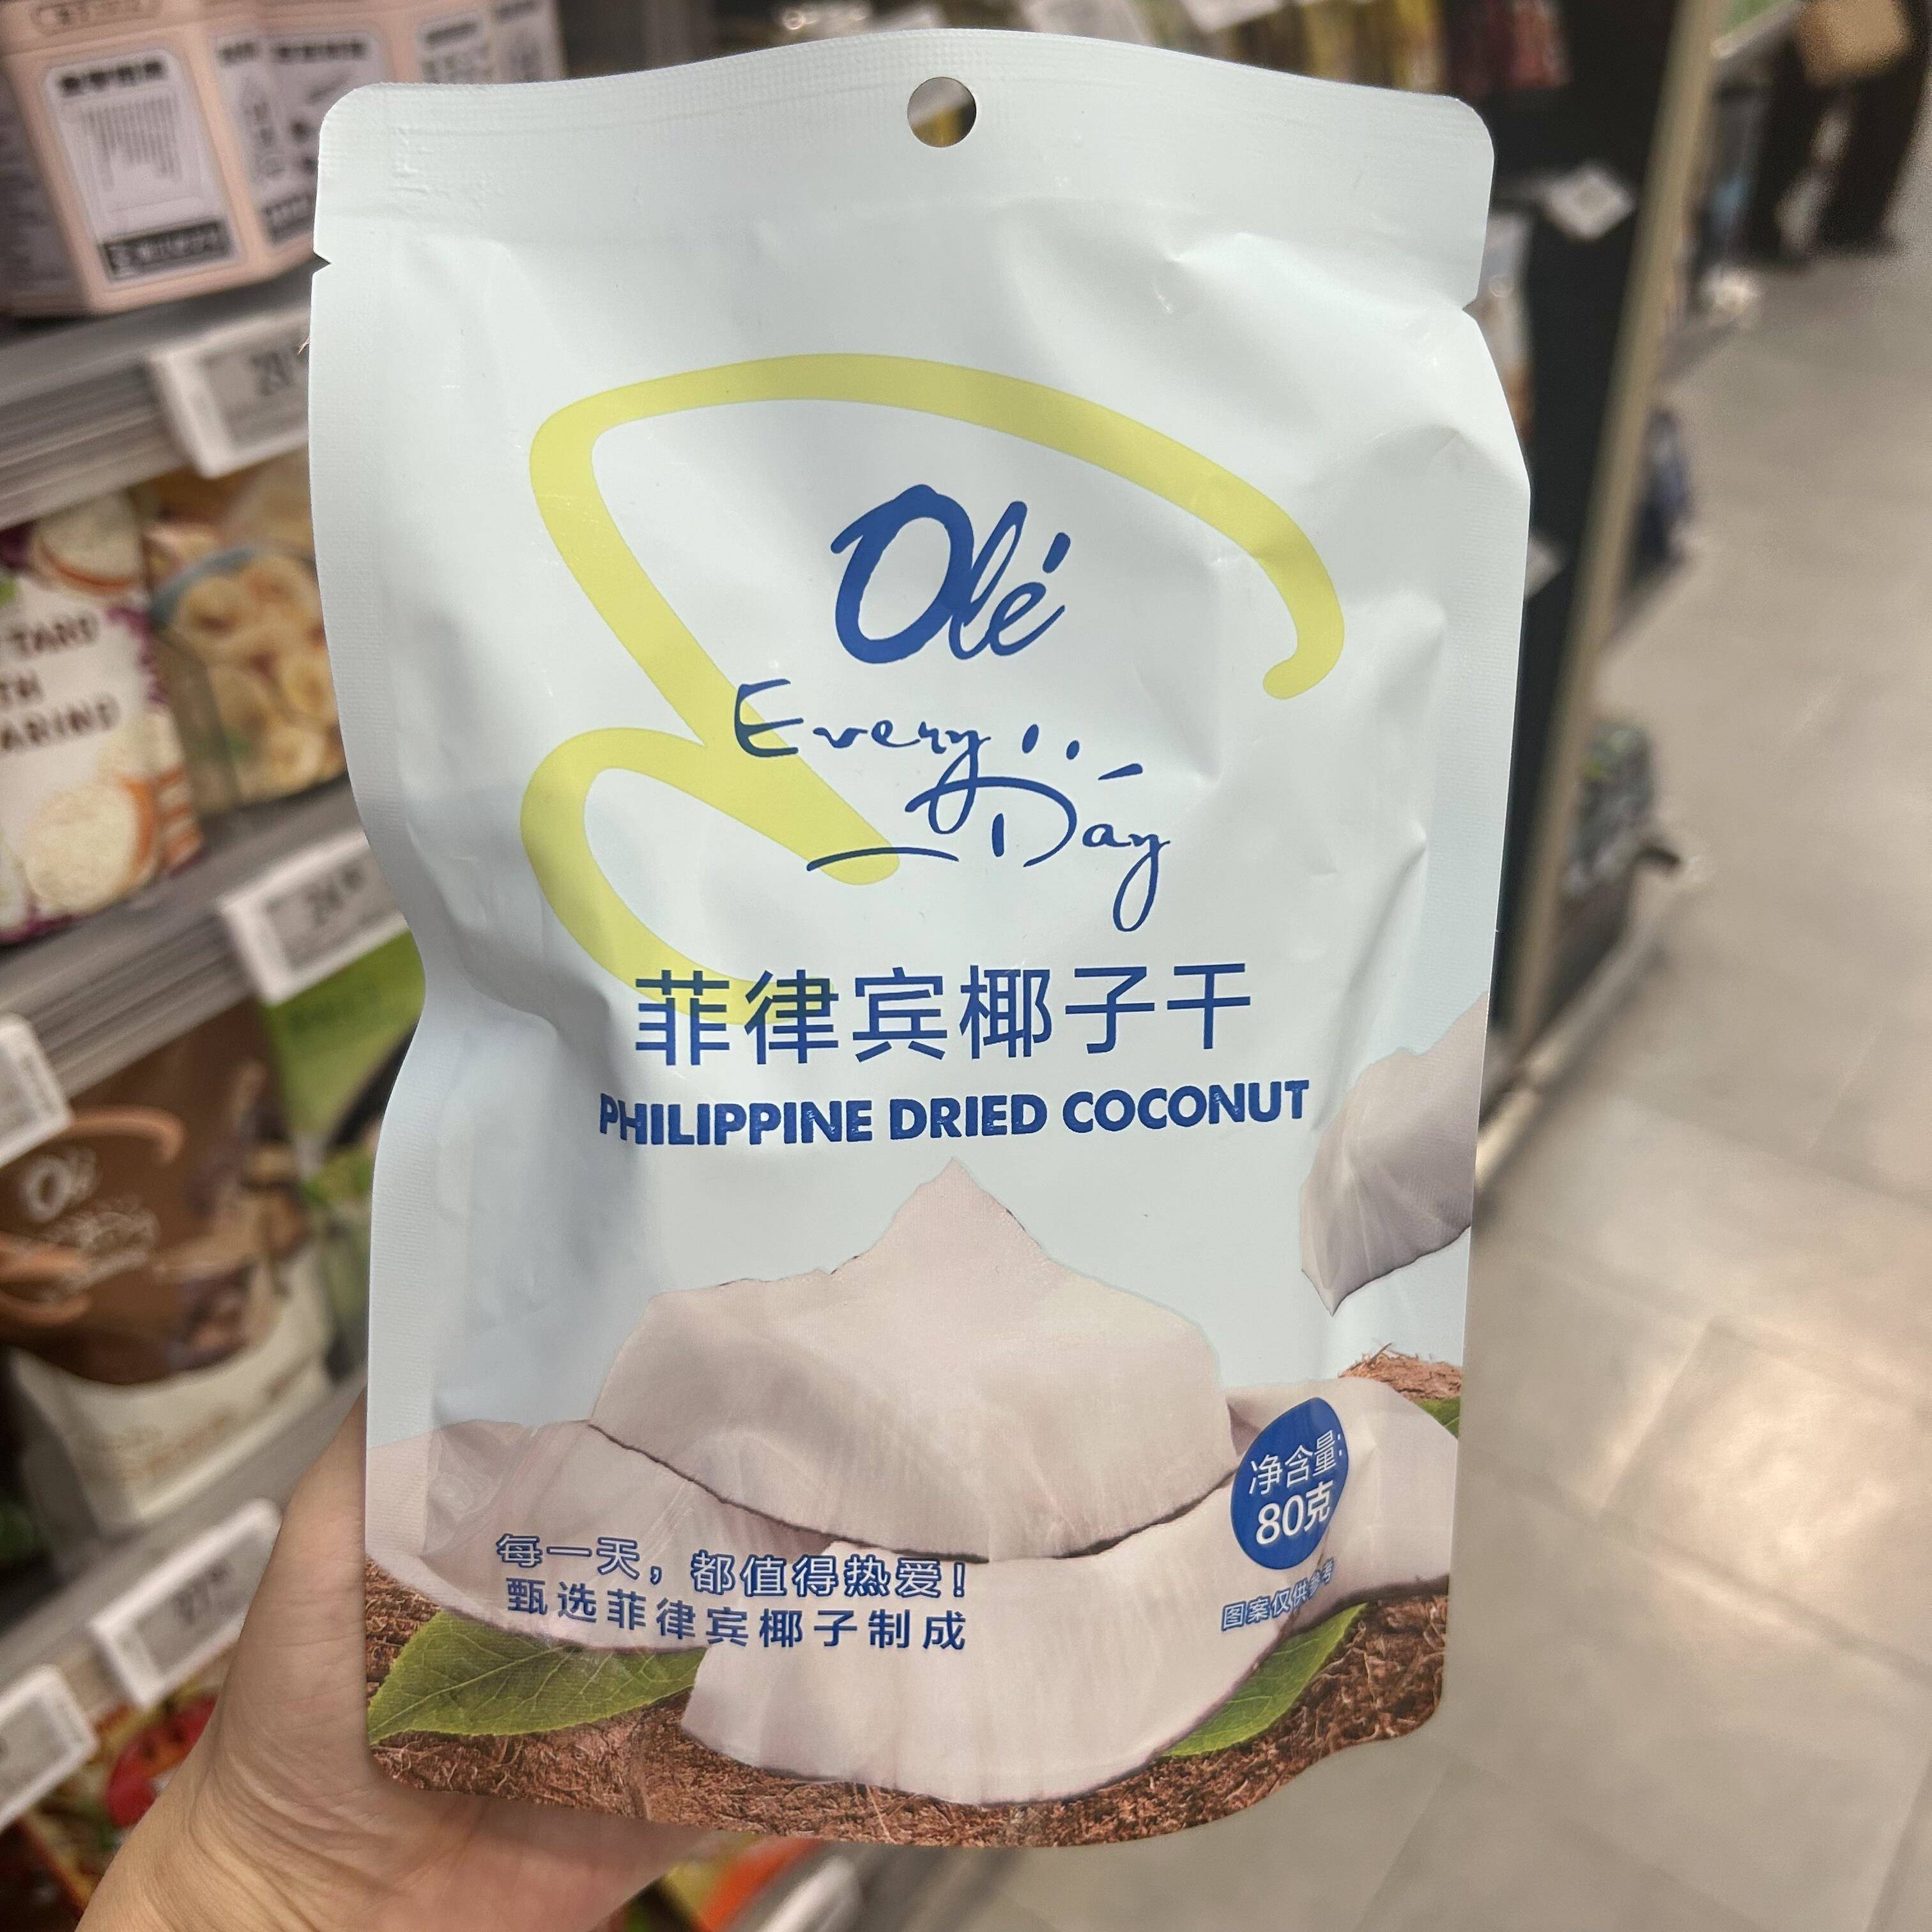 Olé
Every
Day
菲律宾椰子干
PHILIPPINE DRIED COCONUT
净含量:
80克
每一天，都值得热爱！
甄选菲律宾椰子制成
图案仅供参考
TARO
Olé